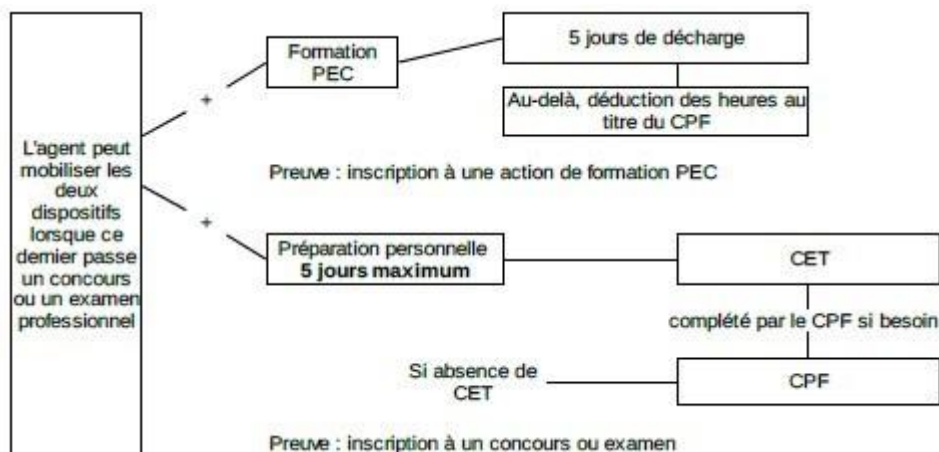 L'agent peut
mobiliser les
deux
dispositifs
lorsque ce
dernier passe
un concours
ou un examen
professionnel
+
Formation
PEC
5 jours de décharge
Au-delà, déduction des heures au
titre du CPF
Preuve : inscription à une action de formation PEC
+
Préparation personnelle
5 jours maximum
CET
complété par le CPF si besoin
Si absence de
CET
CPF
Preuve : inscription à un concours ou examen